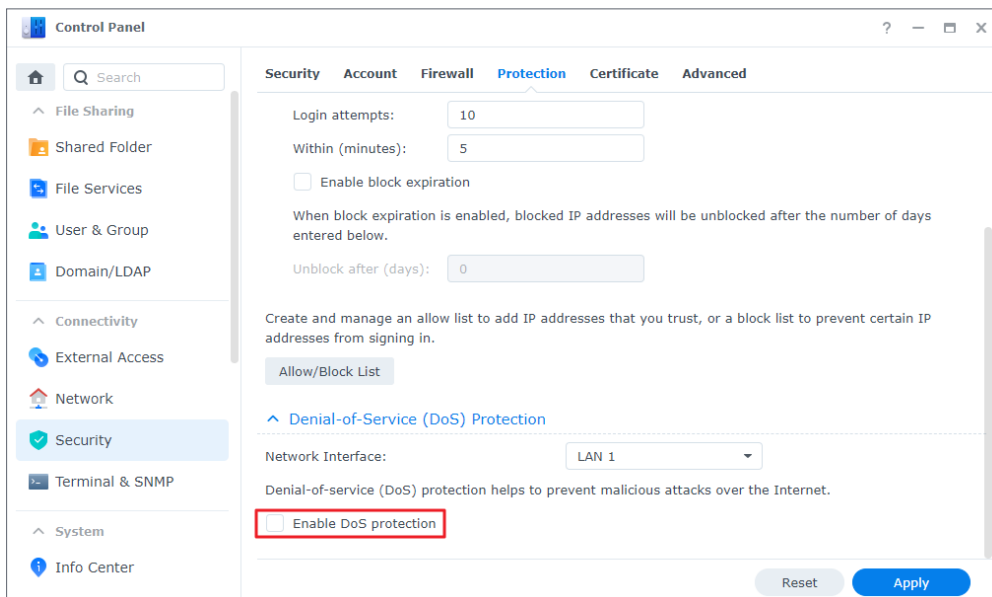 Control Panel
?
Search
File Sharing
Shared Folder
File Services
User & Group
Domain/LDAP
Connectivity
External Access
Network
Security
Terminal & SNMP
System
Info Center
Security Account Firewall Protection Certificate Advanced
Login attempts: 10
Within (minutes): 5
Enable block expiration
When block expiration is enabled, blocked IP addresses will be unblocked after the number of days
entered below.
Unblock after (days): 0
Create and manage an allow list to add IP addresses that you trust, or a block list to prevent certain IP
addresses from signing in.
Allow/Block List
Denial-of-Service (DoS) Protection
Network Interface: LAN 1
Denial-of-service (DoS) protection helps to prevent malicious attacks over the Internet.
Enable DoS protection
Reset Apply